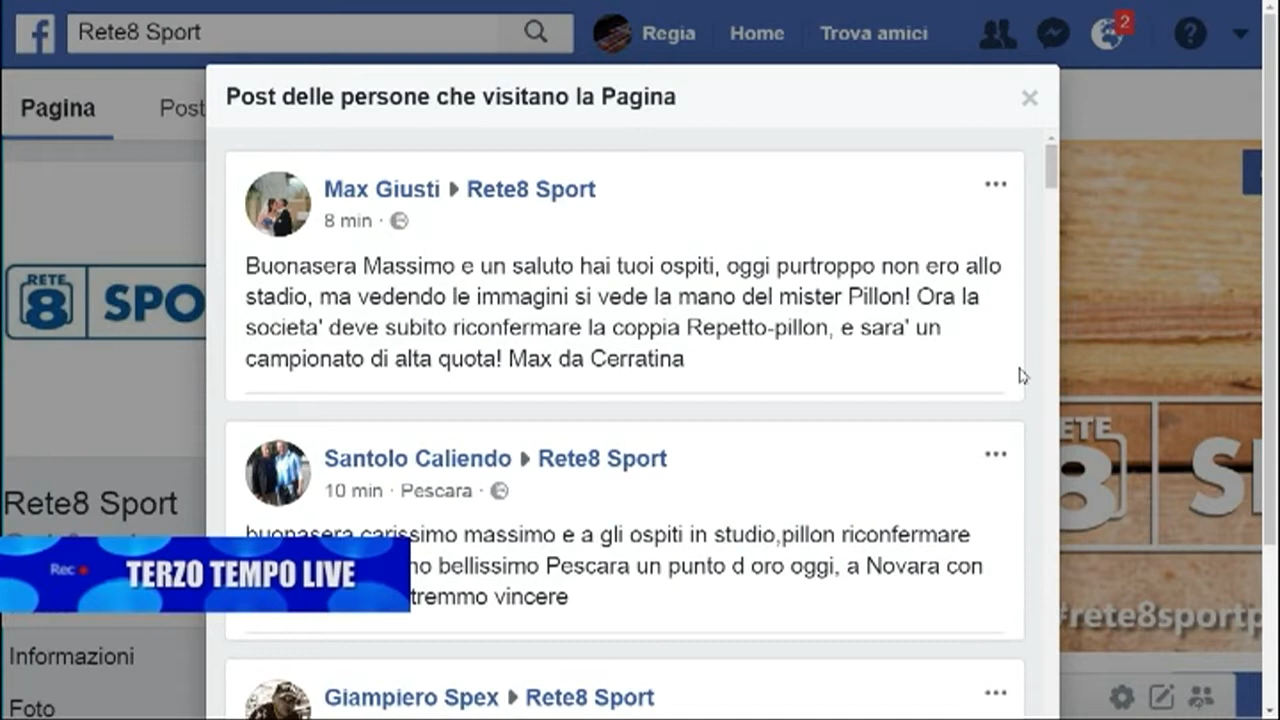 Rete8 Sport
Regia
Home
Trova amici
2
?
Pagina
Post
Post delle persone che visitano la Pagina
×
Max Giusti Rete8 Sport
8 min ·
Buonasera Massimo e un saluto hai tuoi ospiti, oggi purtroppo non ero allo
stadio, ma vedendo le immagini si vede la mano del mister Pillon! Ora la
societa' deve subito riconfermare la coppia Repetto-pillon, e sara' un
campionato di alta quota! Max da Cerratina
Santolo Caliendo Rete8 Sport
10 min · Pescara ·
buonasera carissimo massimo e a gli ospiti in studio,pillon riconfermare
no bellissimo Pescara un punto d oro oggi, a Novara con
tremmo vincere
Giampiero Spex Rete8 Sport
RETE
8
SPO
Rete8 Sport
Rec
TERZO TEMPO LIVE
Informazioni
Foto
ETE
8
S
#rete8sportp